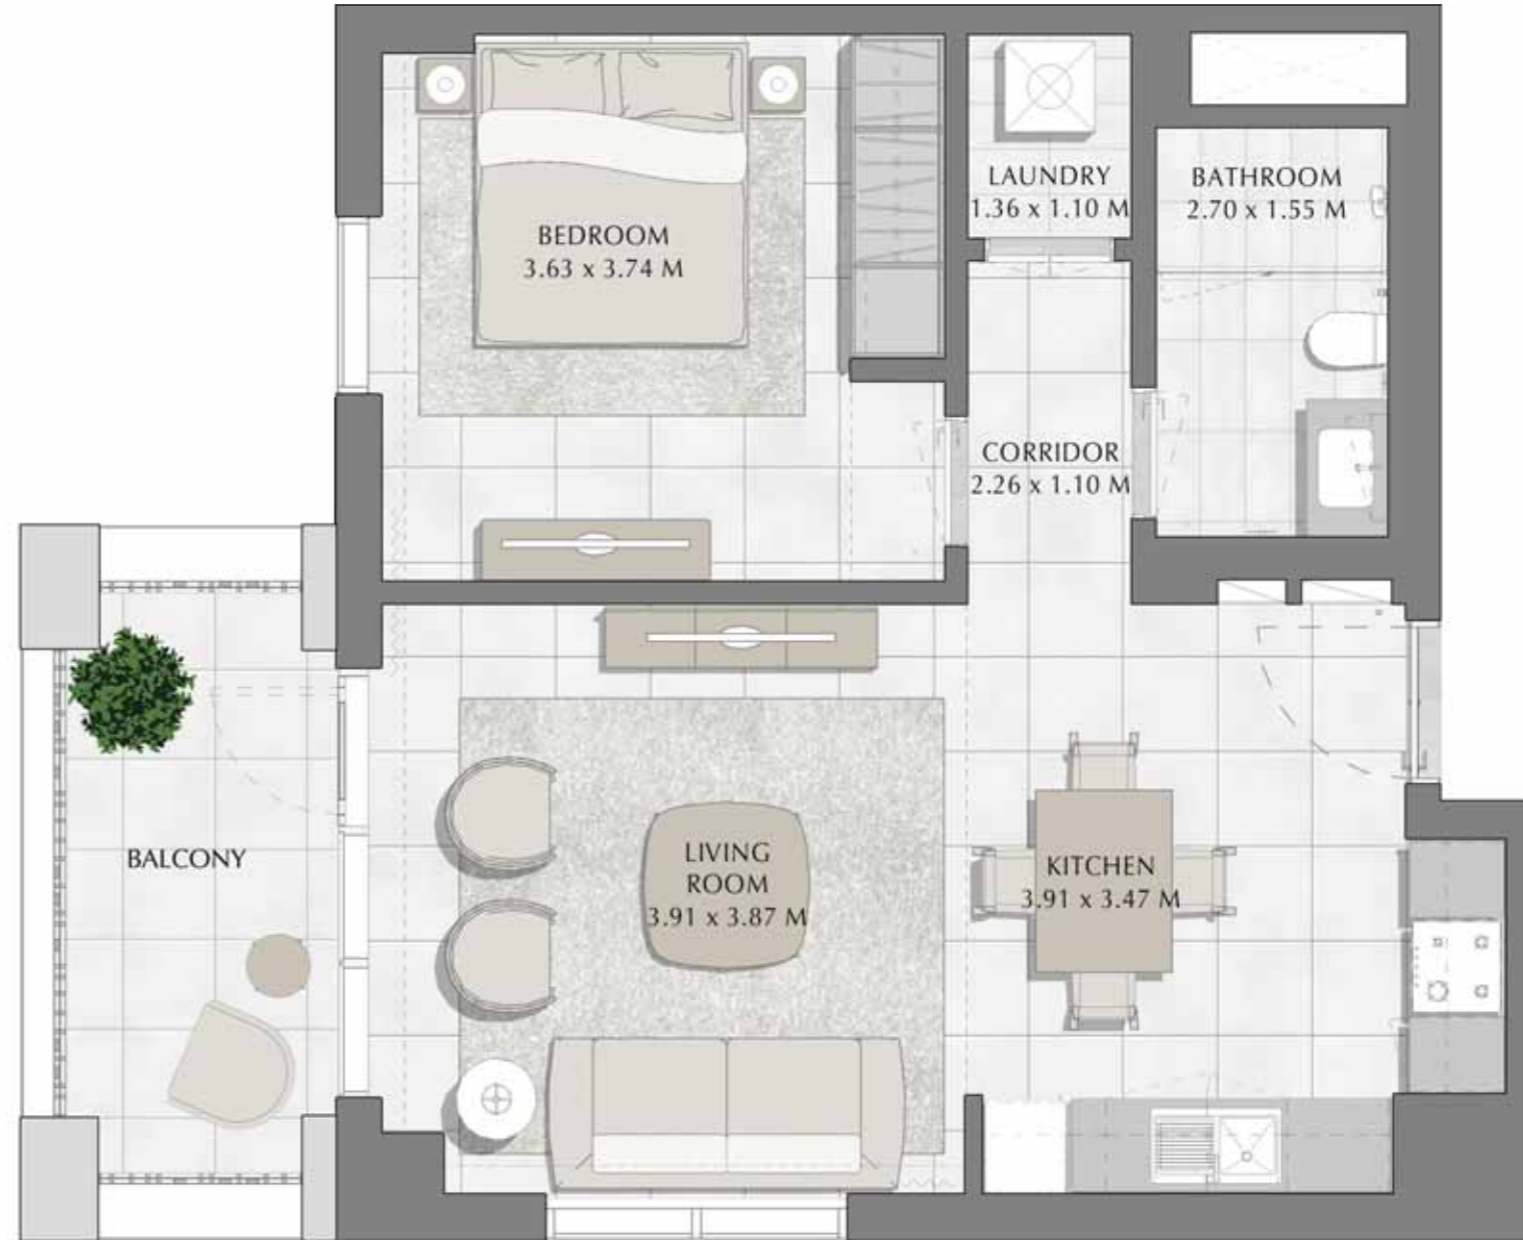 LAUNDRY
1.36 x 1.10 M
BATHROOM
2.70 x 1.55 M
BEDROOM
3.63 x 3.74 M
CORRIDOR
2.26 x 1.10 M
BALCONY
LIVING
ROOM
3.91 x 3.87 M
KITCHEN
3.91 x 3.47 M